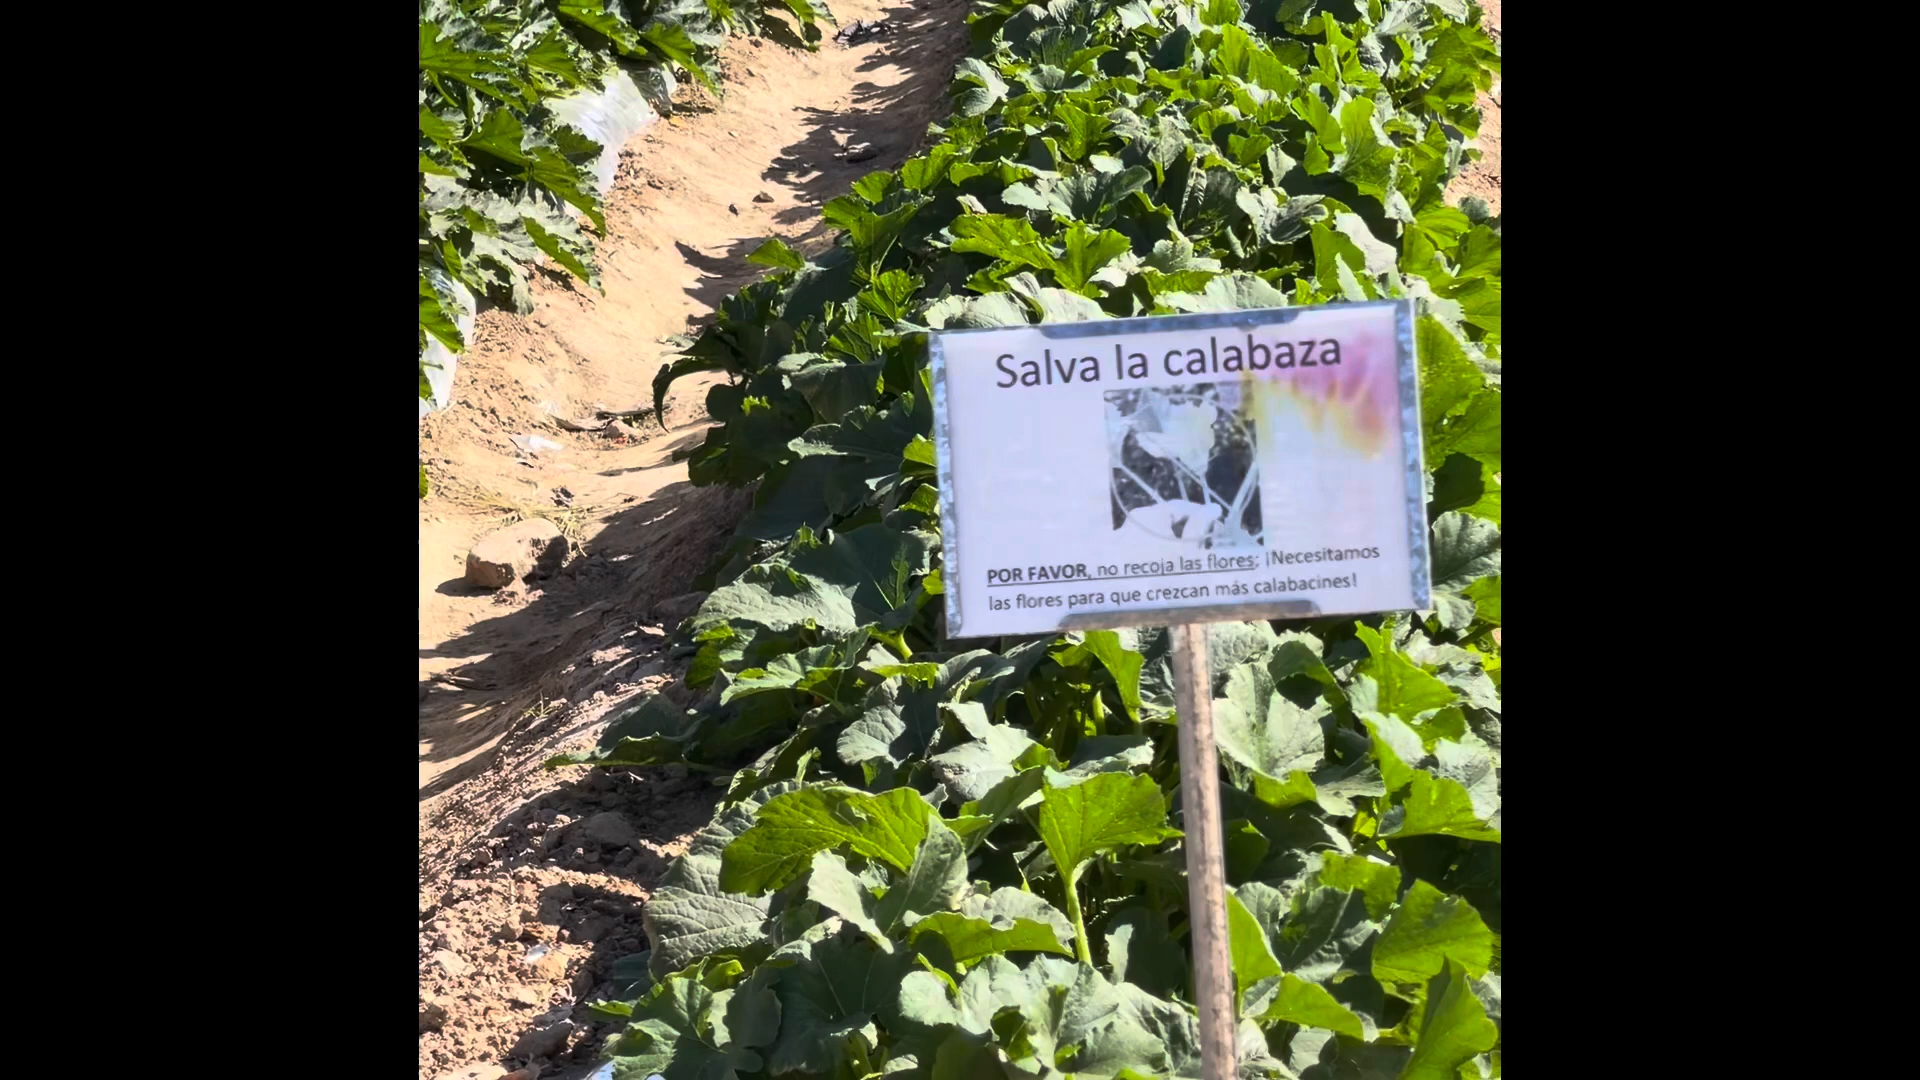 Salva la calabaza
POR FAVOR, no recoja las flores; ¡Necesitamos
las flores para que crezcan más calabacines!